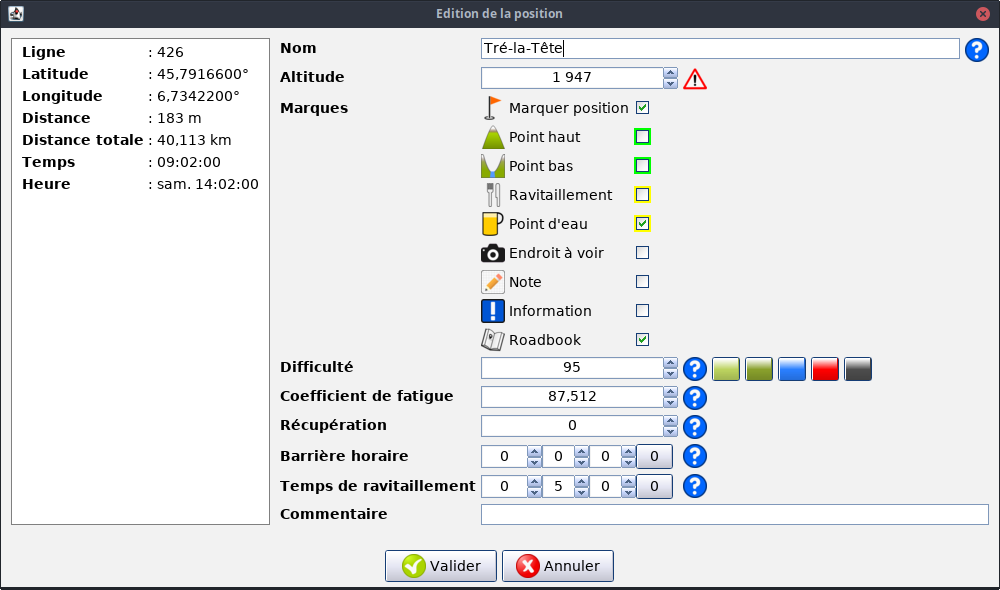 Edition de la position
Ligne : 426
Latitude : 45,7916600°
Longitude : 6,7342200°
Distance : 183 m
Distance totale : 40,113 km
Temps : 09:02:00
Heure : sam. 14:02:00
Nom Tré-la-Tête
Altitude 1 947
Marques Marquer position
Point haut
Point bas
Ravitaillement
Point d'eau
Endroit à voir
Note
Information
Roadbook
Difficulté 95
Coefficient de fatigue 87,512
Récupération 0
Barrière horaire 0 0 0 0
Temps de ravitaillement 0 5 0 0
Commentaire
Valider Annuler